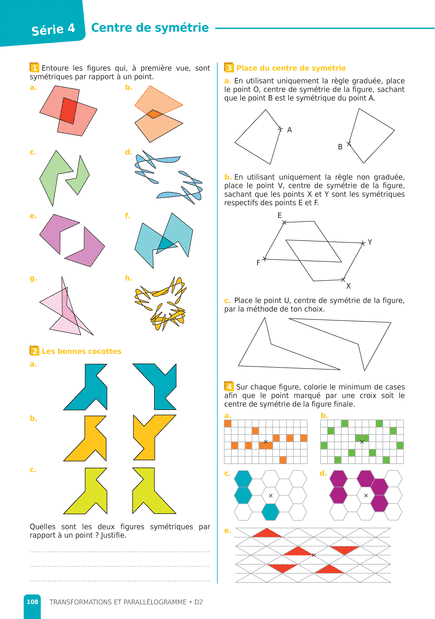 Série 4
Centre de symétrie
1 Entoure les figures qui, à première vue, sont
symétriques par rapport à un point.
a.
b.
c.
d.
e.
f.
g.
h.
2 Les bonnes cocottes
a.
b.
c.
Quelles sont les deux figures symétriques par
rapport à un point ? Justifie.
3 Place du centre de symétrie
a. En utilisant uniquement la règle graduée, place
le point O, centre de symétrie de la figure, sachant
que le point B est le symétrique du point A.
A
B
b. En utilisant uniquement la règle non graduée,
place le point V, centre de symétrie de la figure,
sachant que les points X et Y sont les symétriques
respectifs des points E et F.
E
Y
F
X
c. Place le point U, centre de symétrie de la figure,
par la méthode de ton choix.
4 Sur chaque figure, colorie le minimum de cases
afin que le point marqué par une croix soit le
centre de symétrie de la figure finale.
a.
b.
c.
d.
e.
108 TRANSFORMATIONS ET PARALLÉLOGRAMME • D2